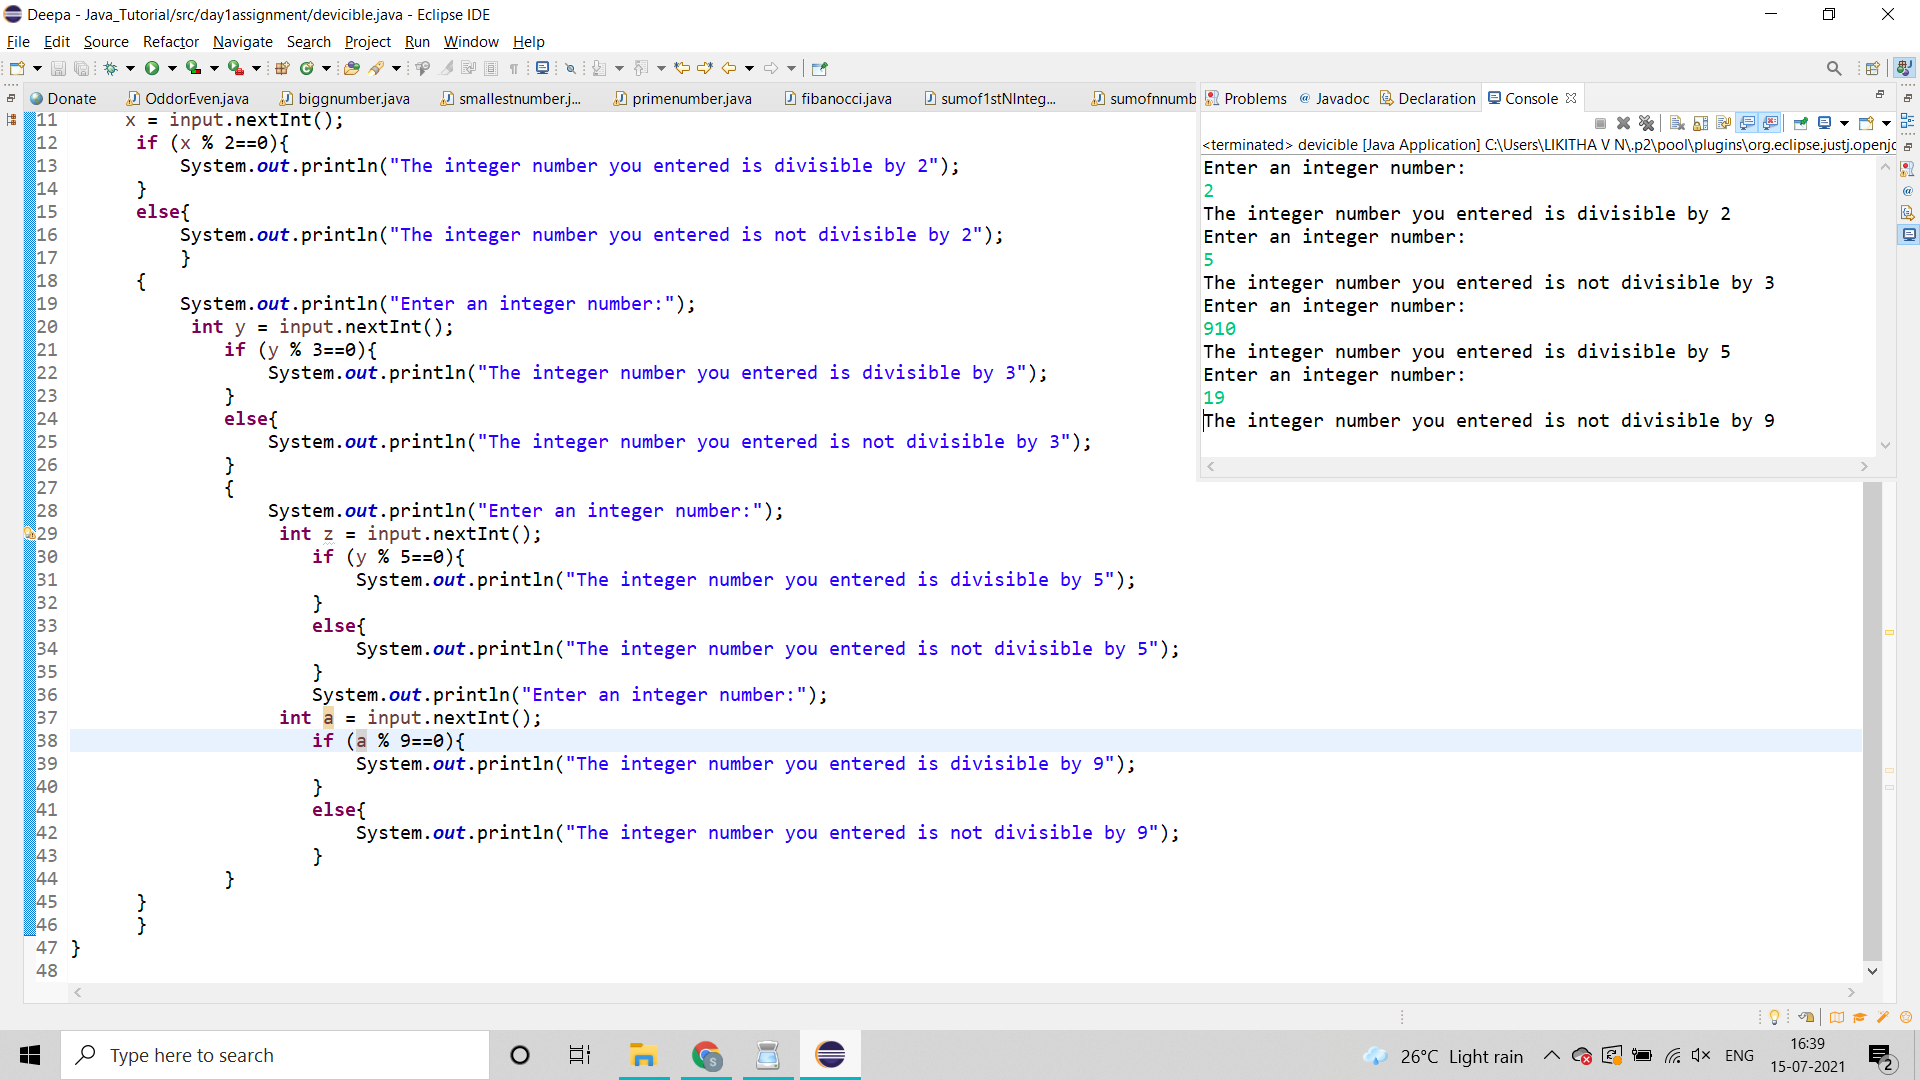 Deepa - Java_Tutorial/src/day1assignment/devicible.java - Eclipse IDE
File Edit Source Refactor Navigate Search Project Run Window Help
Donate OddorEven.java biggnumber.java smallestnumber.j... primenumber.java fibanocci.java sumof1stNInteg... sumofnnumb
11 x = input.nextInt();
12 if (x % 2==0){
13 System.out.println("The integer number you entered is divisible by 2");
14 }
15 else{
16 System.out.println("The integer number you entered is not divisible by 2");
17 }
18 {
19 System.out.println("Enter an integer number:");
20 int y = input.nextInt();
21 if (y % 3==0){
22 System.out.println("The integer number you entered is divisible by 3");
23 }
24 else{
25 System.out.println("The integer number you entered is not divisible by 3");
26 }
27 {
28 System.out.println("Enter an integer number:");
29 int z = input.nextInt();
30 if (y % 5==0){
31 System.out.println("The integer number you entered is divisible by 5");
32 }
33 else{
34 System.out.println("The integer number you entered is not divisible by 5");
35 }
36 System.out.println("Enter an integer number:");
37 int a = input.nextInt();
38 if (a % 9==0){
39 System.out.println("The integer number you entered is divisible by 9");
40 }
41 else{
42 System.out.println("The integer number you entered is not divisible by 9");
43 }
44 }
45 }
46 }
47 }
48
Problems @ Javadoc Declaration Console
<terminated> devicible [Java Application] C:\Users\LIKITHA V N\.p2\pool\plugins\org.eclipse.justj.openjd
Enter an integer number:
2
The integer number you entered is divisible by 2
Enter an integer number:
5
The integer number you entered is not divisible by 3
Enter an integer number:
910
The integer number you entered is divisible by 5
Enter an integer number:
19
The integer number you entered is not divisible by 9
Type here to search
26°C Light rain
ENG
16:39
15-07-2021
2